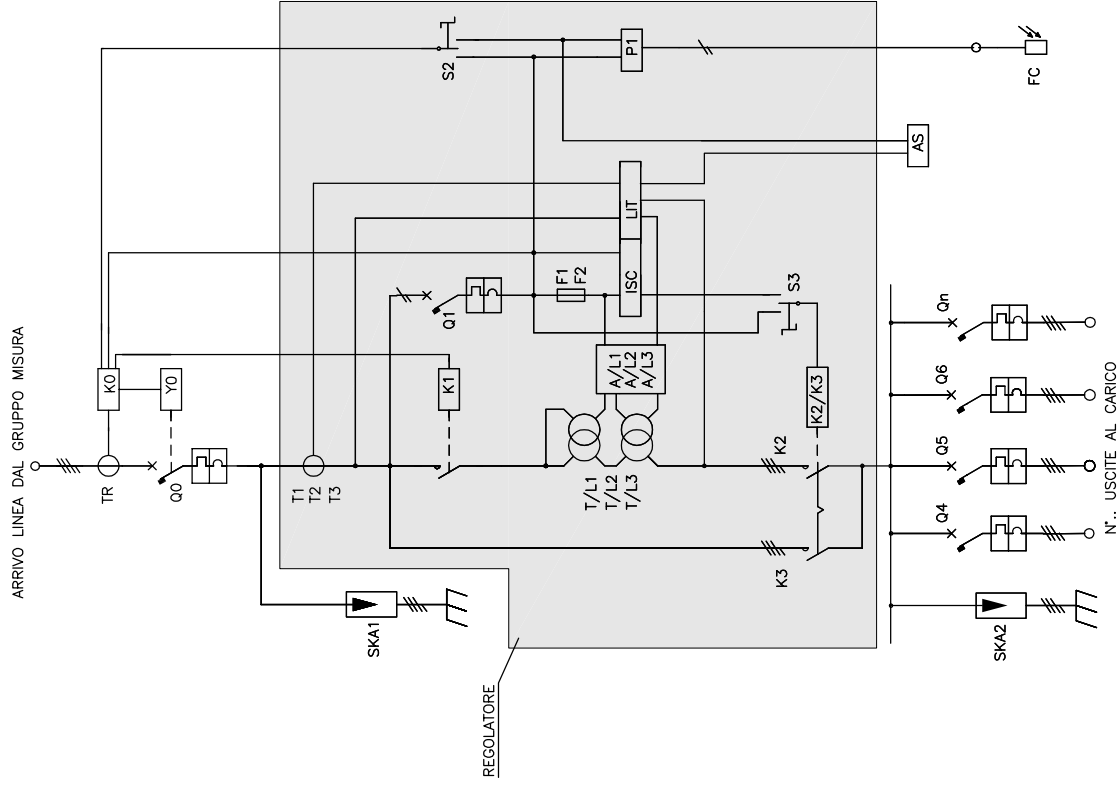 ARRIVO LINEA DAL GRUPPO MISURA
TR
K0
Y0
Q0
T1
T2
T3
SKA1
REGOLATORE
S2
P1
FC
AS
LIT
ISC
Q1
F1
F2
S3
K1
A/L1
A/L2
A/L3
T/L1
T/L2
T/L3
K2/K3
K2
K3
Qn
Q6
Q5
Q4
SKA2
N°.. USCITE AL CARICO